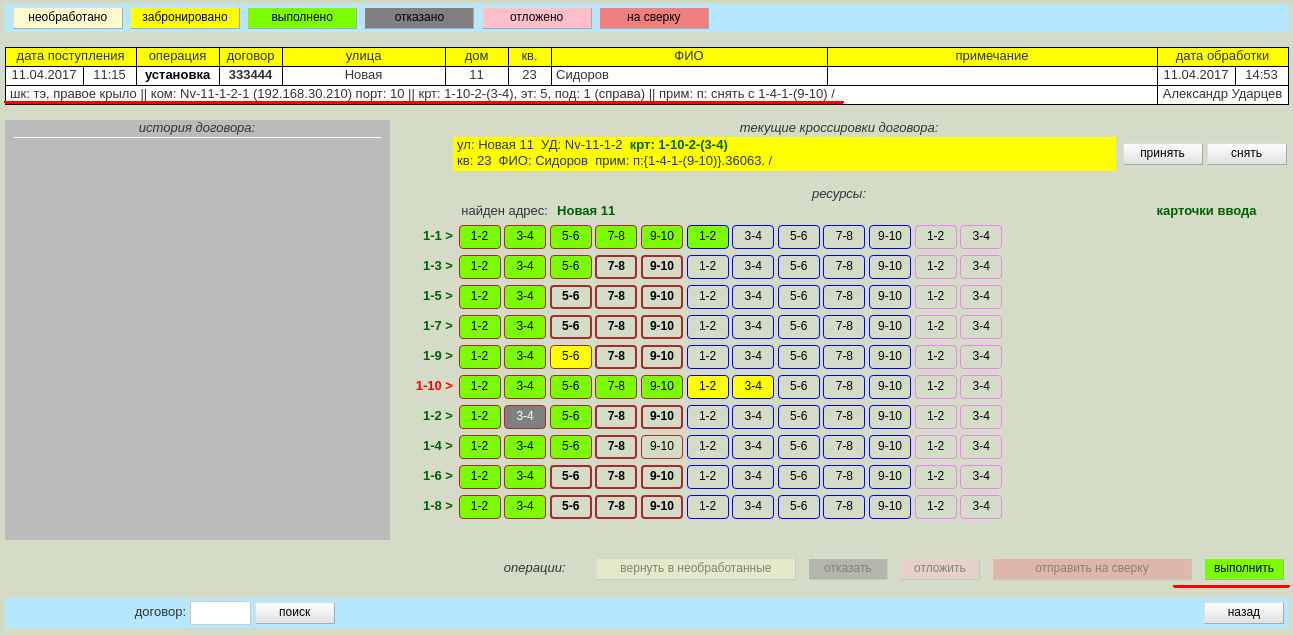 необработано забронировано выполнено отказано отложено на сверку
дата поступления операция договор улица дом кв. ФИО примечание дата обработки
11.04.2017 11:15 установка 333444 Новая 11 23 Сидоров 11.04.2017 14:53
шк: тэ, правое крыло || ком: Nv-11-1-2-1 (192.168.30.210) порт: 10 || крт: 1-10-2-(3-4), эт: 5, под: 1 (справа) || прим: п: снять с 1-4-1-(9-10) / Александр Ударцев
история договора:
текущие кроссировки договора:
ул: Новая 11 УД: Nv-11-1-2 крт: 1-10-2-(3-4)
кв: 23 ФИО: Сидоров прим: п:{1-4-1-(9-10)}.36063. /
принять снять
ресурсы:
найден адрес: Новая 11 карточки ввода
1-1 > 1-2 3-4 5-6 7-8 9-10 1-2 3-4 5-6 7-8 9-10 1-2 3-4
1-3 > 1-2 3-4 5-6 7-8 9-10 1-2 3-4 5-6 7-8 9-10 1-2 3-4
1-5 > 1-2 3-4 5-6 7-8 9-10 1-2 3-4 5-6 7-8 9-10 1-2 3-4
1-7 > 1-2 3-4 5-6 7-8 9-10 1-2 3-4 5-6 7-8 9-10 1-2 3-4
1-9 > 1-2 3-4 5-6 7-8 9-10 1-2 3-4 5-6 7-8 9-10 1-2 3-4
1-10 > 1-2 3-4 5-6 7-8 9-10 1-2 3-4 5-6 7-8 9-10 1-2 3-4
1-2 > 1-2 3-4 5-6 7-8 9-10 1-2 3-4 5-6 7-8 9-10 1-2 3-4
1-4 > 1-2 3-4 5-6 7-8 9-10 1-2 3-4 5-6 7-8 9-10 1-2 3-4
1-6 > 1-2 3-4 5-6 7-8 9-10 1-2 3-4 5-6 7-8 9-10 1-2 3-4
1-8 > 1-2 3-4 5-6 7-8 9-10 1-2 3-4 5-6 7-8 9-10 1-2 3-4
операции: вернуть в необработанные отказать отложить отправить на сверку выполнить
договор: поиск назад